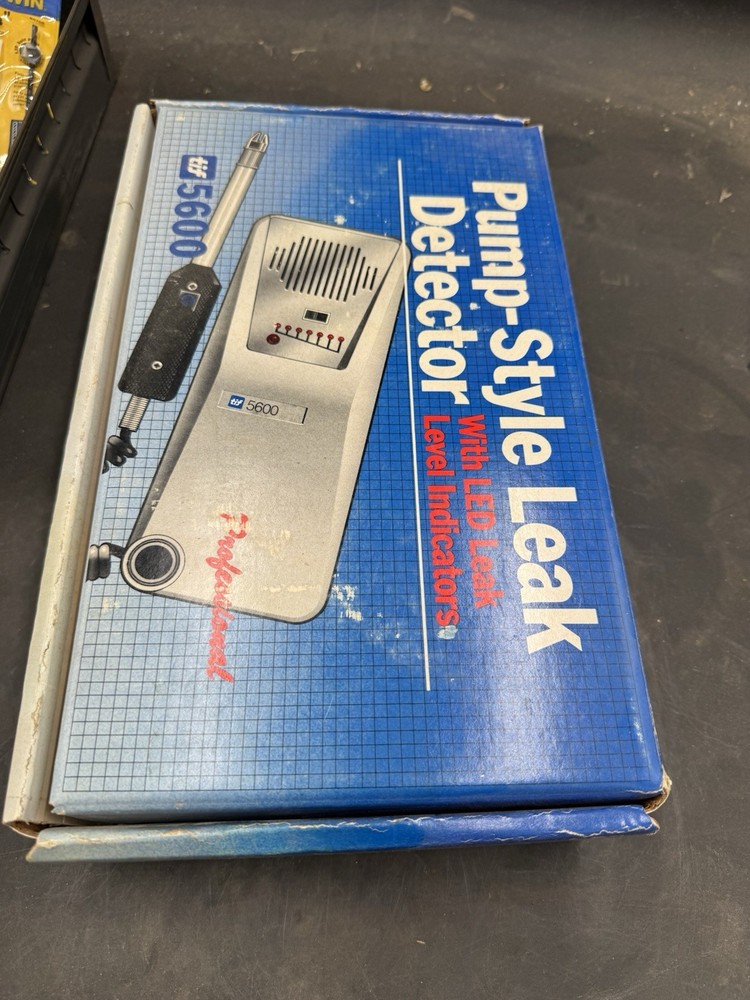 Pump-Style Leak
Detector
With LED Leak
Level Indicators
tif 5600
tif 5600
Professional